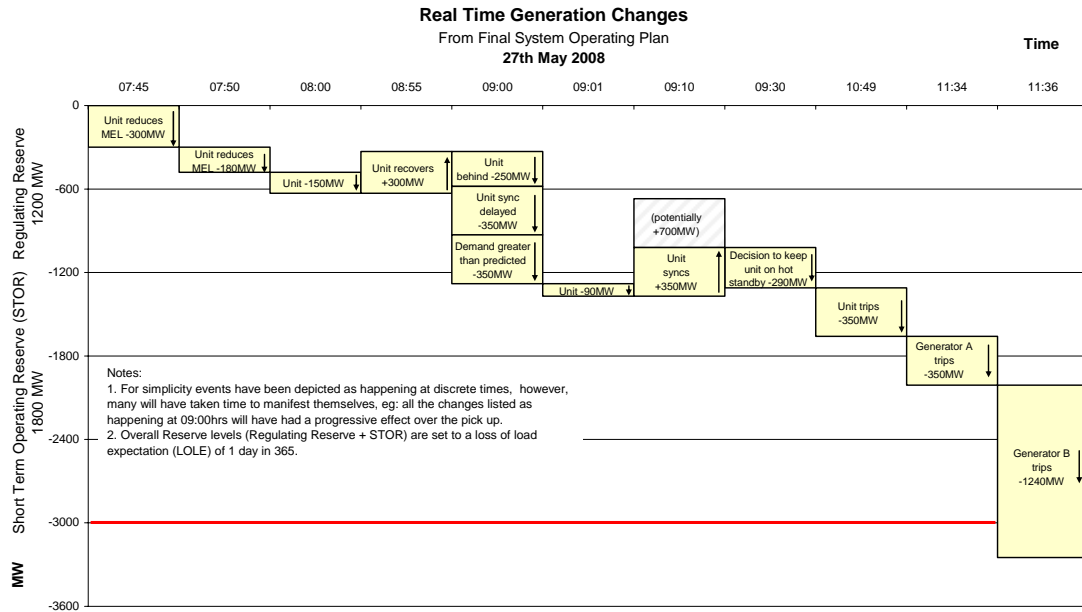 Real Time Generation Changes
From Final System Operating Plan
27th May 2008
Time
07:45 07:50 08:00 08:55 09:00 09:01 09:10 09:30 10:49 11:34 11:36
0
-600
-1200
-1800
-2400
-3000
-3600
MW
Short Term Operating Reserve (STOR)
1800 MW
Regulating Reserve
1200 MW
Unit reduces
MEL -300MW
Unit reduces
MEL -180MW
Unit -150MW
Unit recovers
+300MW
Unit
behind -250MW
Unit sync
delayed
-350MW
Demand greater
than predicted
-350MW
Unit -90MW
(potentially
+700MW)
Unit
syncs
+350MW
Decision to keep
unit on hot
standby -290MW
Unit trips
-350MW
Generator A
trips
-350MW
Generator B
trips
-1240MW
Notes:
1. For simplicity events have been depicted as happening at discrete times, however,
many will have taken time to manifest themselves, eg: all the changes listed as
happening at 09:00hrs will have had a progressive effect over the pick up.
2. Overall Reserve levels (Regulating Reserve + STOR) are set to a loss of load
expectation (LOLE) of 1 day in 365.